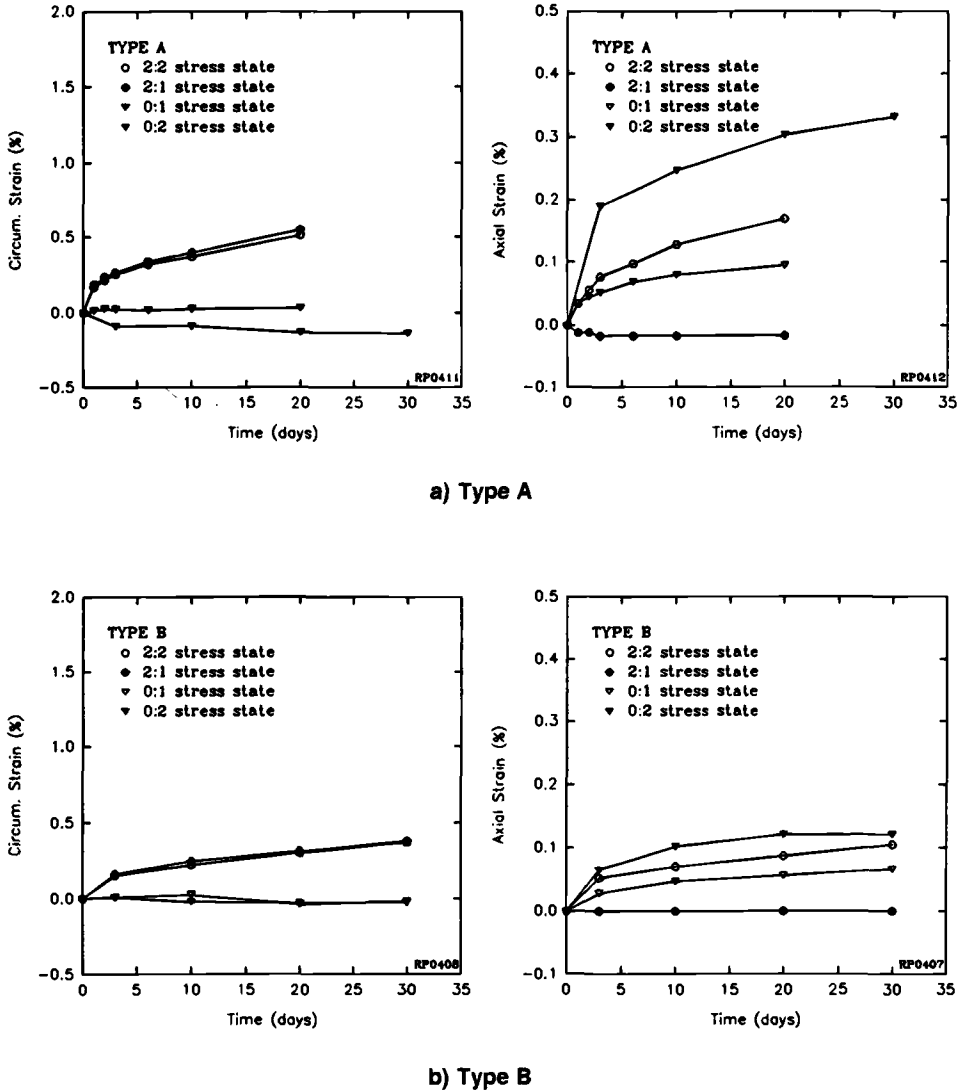 2.0
1.5
1.0
0.5
0.0
-0.5
Circum. Strain (%)
TYPE A
2:2 stress state
2:1 stress state
0:1 stress state
0:2 stress state
RP0411
0 5 10 15 20 25 30 35
Time (days)
0.5
0.4
0.3
0.2
0.1
0.0
-0.1
Axial Strain (%)
TYPE A
2:2 stress state
2:1 stress state
0:1 stress state
0:2 stress state
RP0412
0 5 10 15 20 25 30 35
Time (days)
a) Type A
2.0
1.5
1.0
0.5
0.0
-0.5
Circum. Strain (%)
TYPE B
2:2 stress state
2:1 stress state
0:1 stress state
0:2 stress state
RP0408
0 5 10 15 20 25 30 35
Time (days)
0.5
0.4
0.3
0.2
0.1
0.0
-0.1
Axial Strain (%)
TYPE B
2:2 stress state
2:1 stress state
0:1 stress state
0:2 stress state
RP0407
0 5 10 15 20 25 30 35
Time (days)
b) Type B